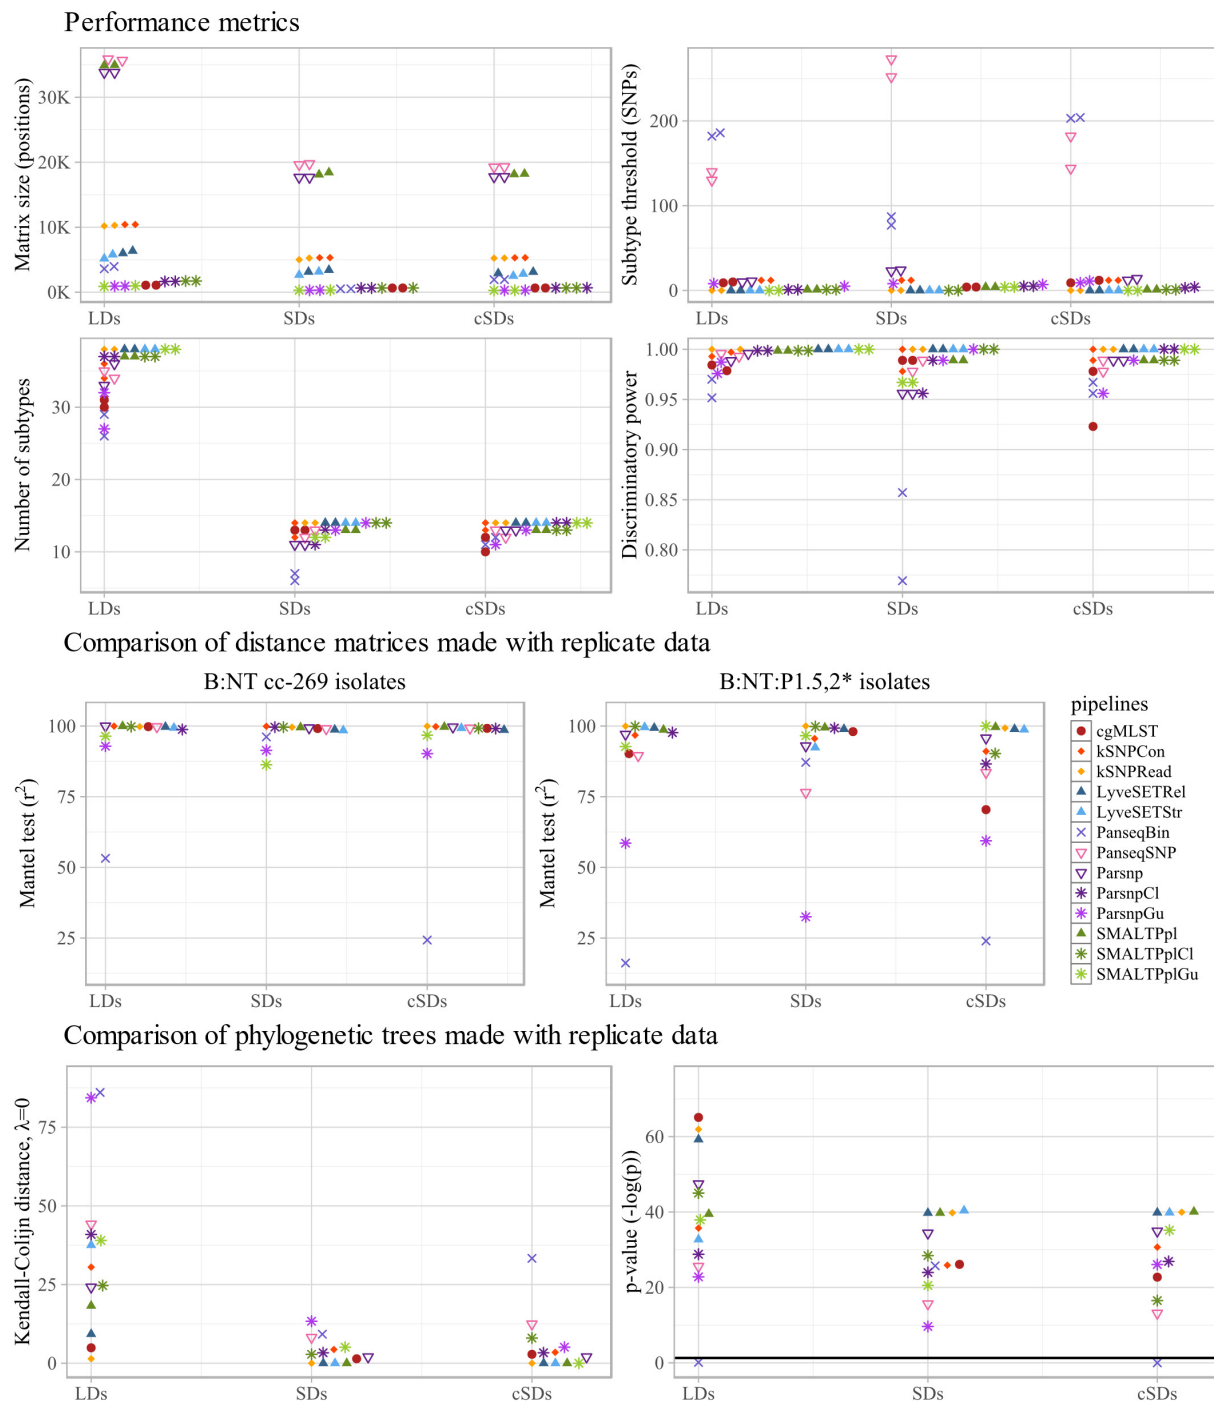 Performance metrics
Matrix size (positions)
30K
20K
10K
0K
LDs
SDs
cSDs
Subtype threshold (SNPs)
200
100
0
LDs
SDs
cSDs
Number of subtypes
30
20
10
LDs
SDs
cSDs
Discriminatory power
1.00
0.95
0.90
0.85
0.80
LDs
SDs
cSDs
Comparison of distance matrices made with replicate data
B:NT cc-269 isolates
Mantel test (r²)
100
75
50
25
LDs
SDs
cSDs
B:NT:P1.5,2* isolates
Mantel test (r²)
100
75
50
25
LDs
SDs
cSDs
pipelines
cgMLST
kSNPCon
kSNPRead
LyveSETRel
LyveSETStr
PanseqBin
PanseqSNP
Parsnp
ParsnpCl
ParsnpGu
SMALTPpl
SMALTPplCl
SMALTPplGu
Comparison of phylogenetic trees made with replicate data
Kendall-Colijn distance, λ=0
75
50
25
0
LDs
SDs
cSDs
p-value (-log(p))
60
40
20
0
LDs
SDs
cSDs